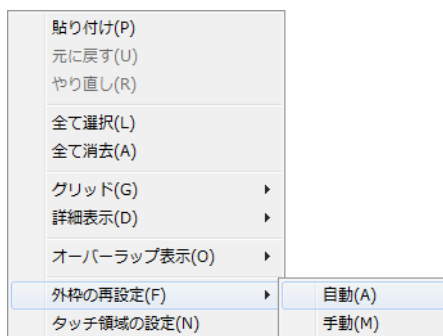 貼り付け(P)
元に戻す(U)
やり直し(R)
全て選択(L)
全て消去(A)
グリッド(G)
詳細表示(D)
オーバーラップ表示(O)
外枠の再設定(F)
自動(A)
タッチ領域の設定(N)
手動(M)